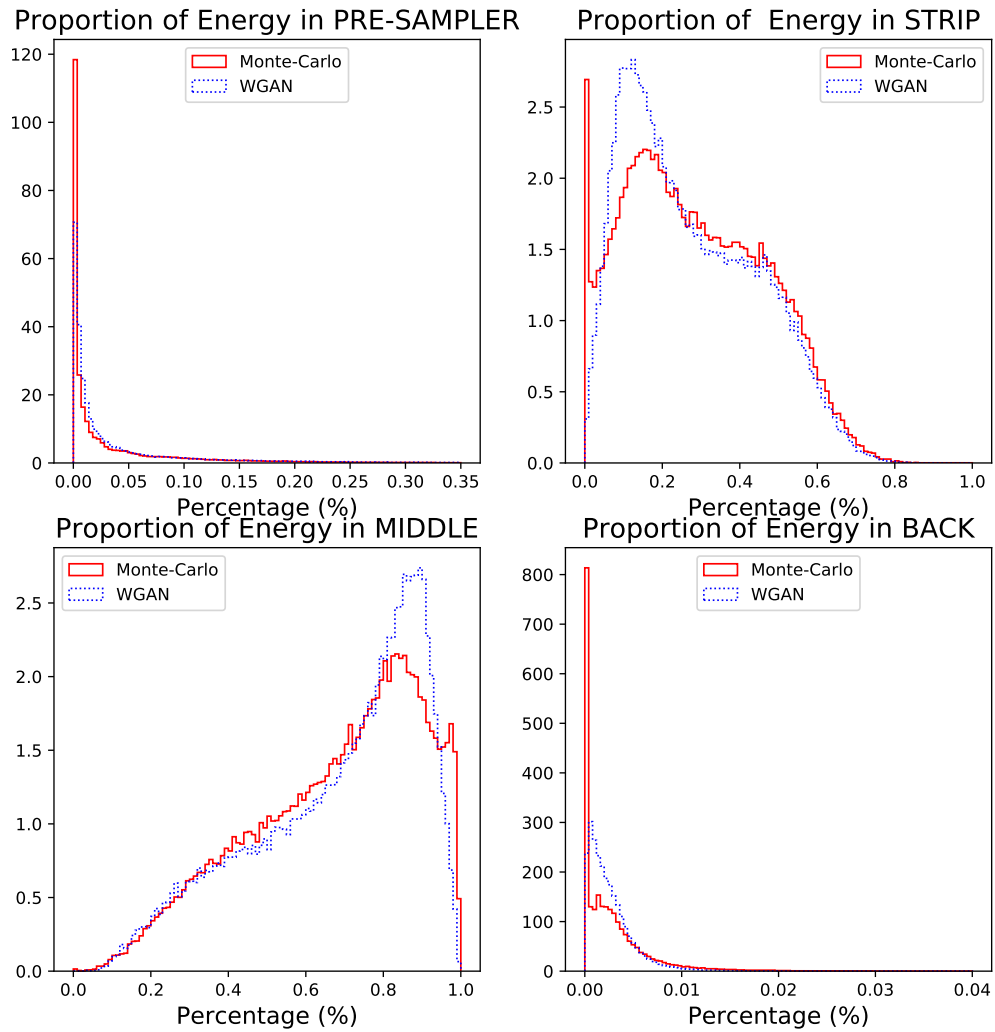 Proportion of Energy in PRE-SAMPLER
Monte-Carlo
WGAN
120
100
80
60
40
20
0
0.00 0.05 0.10 0.15 0.20 0.25 0.30 0.35
Percentage (%)
Proportion of  Energy in STRIP
Monte-Carlo
WGAN
2.5
2.0
1.5
1.0
0.5
0.0
0.0 0.2 0.4 0.6 0.8 1.0
Percentage (%)
Proportion of Energy in MIDDLE
Monte-Carlo
WGAN
2.5
2.0
1.5
1.0
0.5
0.0
0.0 0.2 0.4 0.6 0.8 1.0
Percentage (%)
Proportion of Energy in BACK
Monte-Carlo
WGAN
800
700
600
500
400
300
200
100
0
0.00 0.01 0.02 0.03 0.04
Percentage (%)